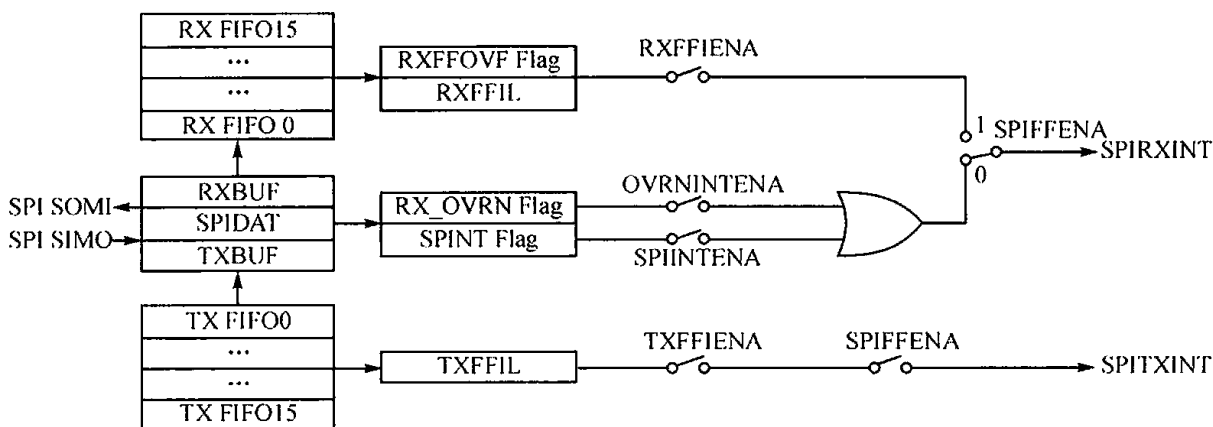 RX FIFO15
...
...
RX FIFO 0
RXFFOVF Flag
RXFFIL
RXFFIENA
1
SPIFFENA
0
SPIRXINT
SPI SOMI
SPI SIMO
RXBUF
SPIDAT
TXBUF
RX_OVRN Flag
SPINT Flag
OVRNINTENA
SPIINTENA
TX FIFO0
...
...
TX FIFO15
TXFFIL
TXFFIENA
SPIFFENA
SPITXINT